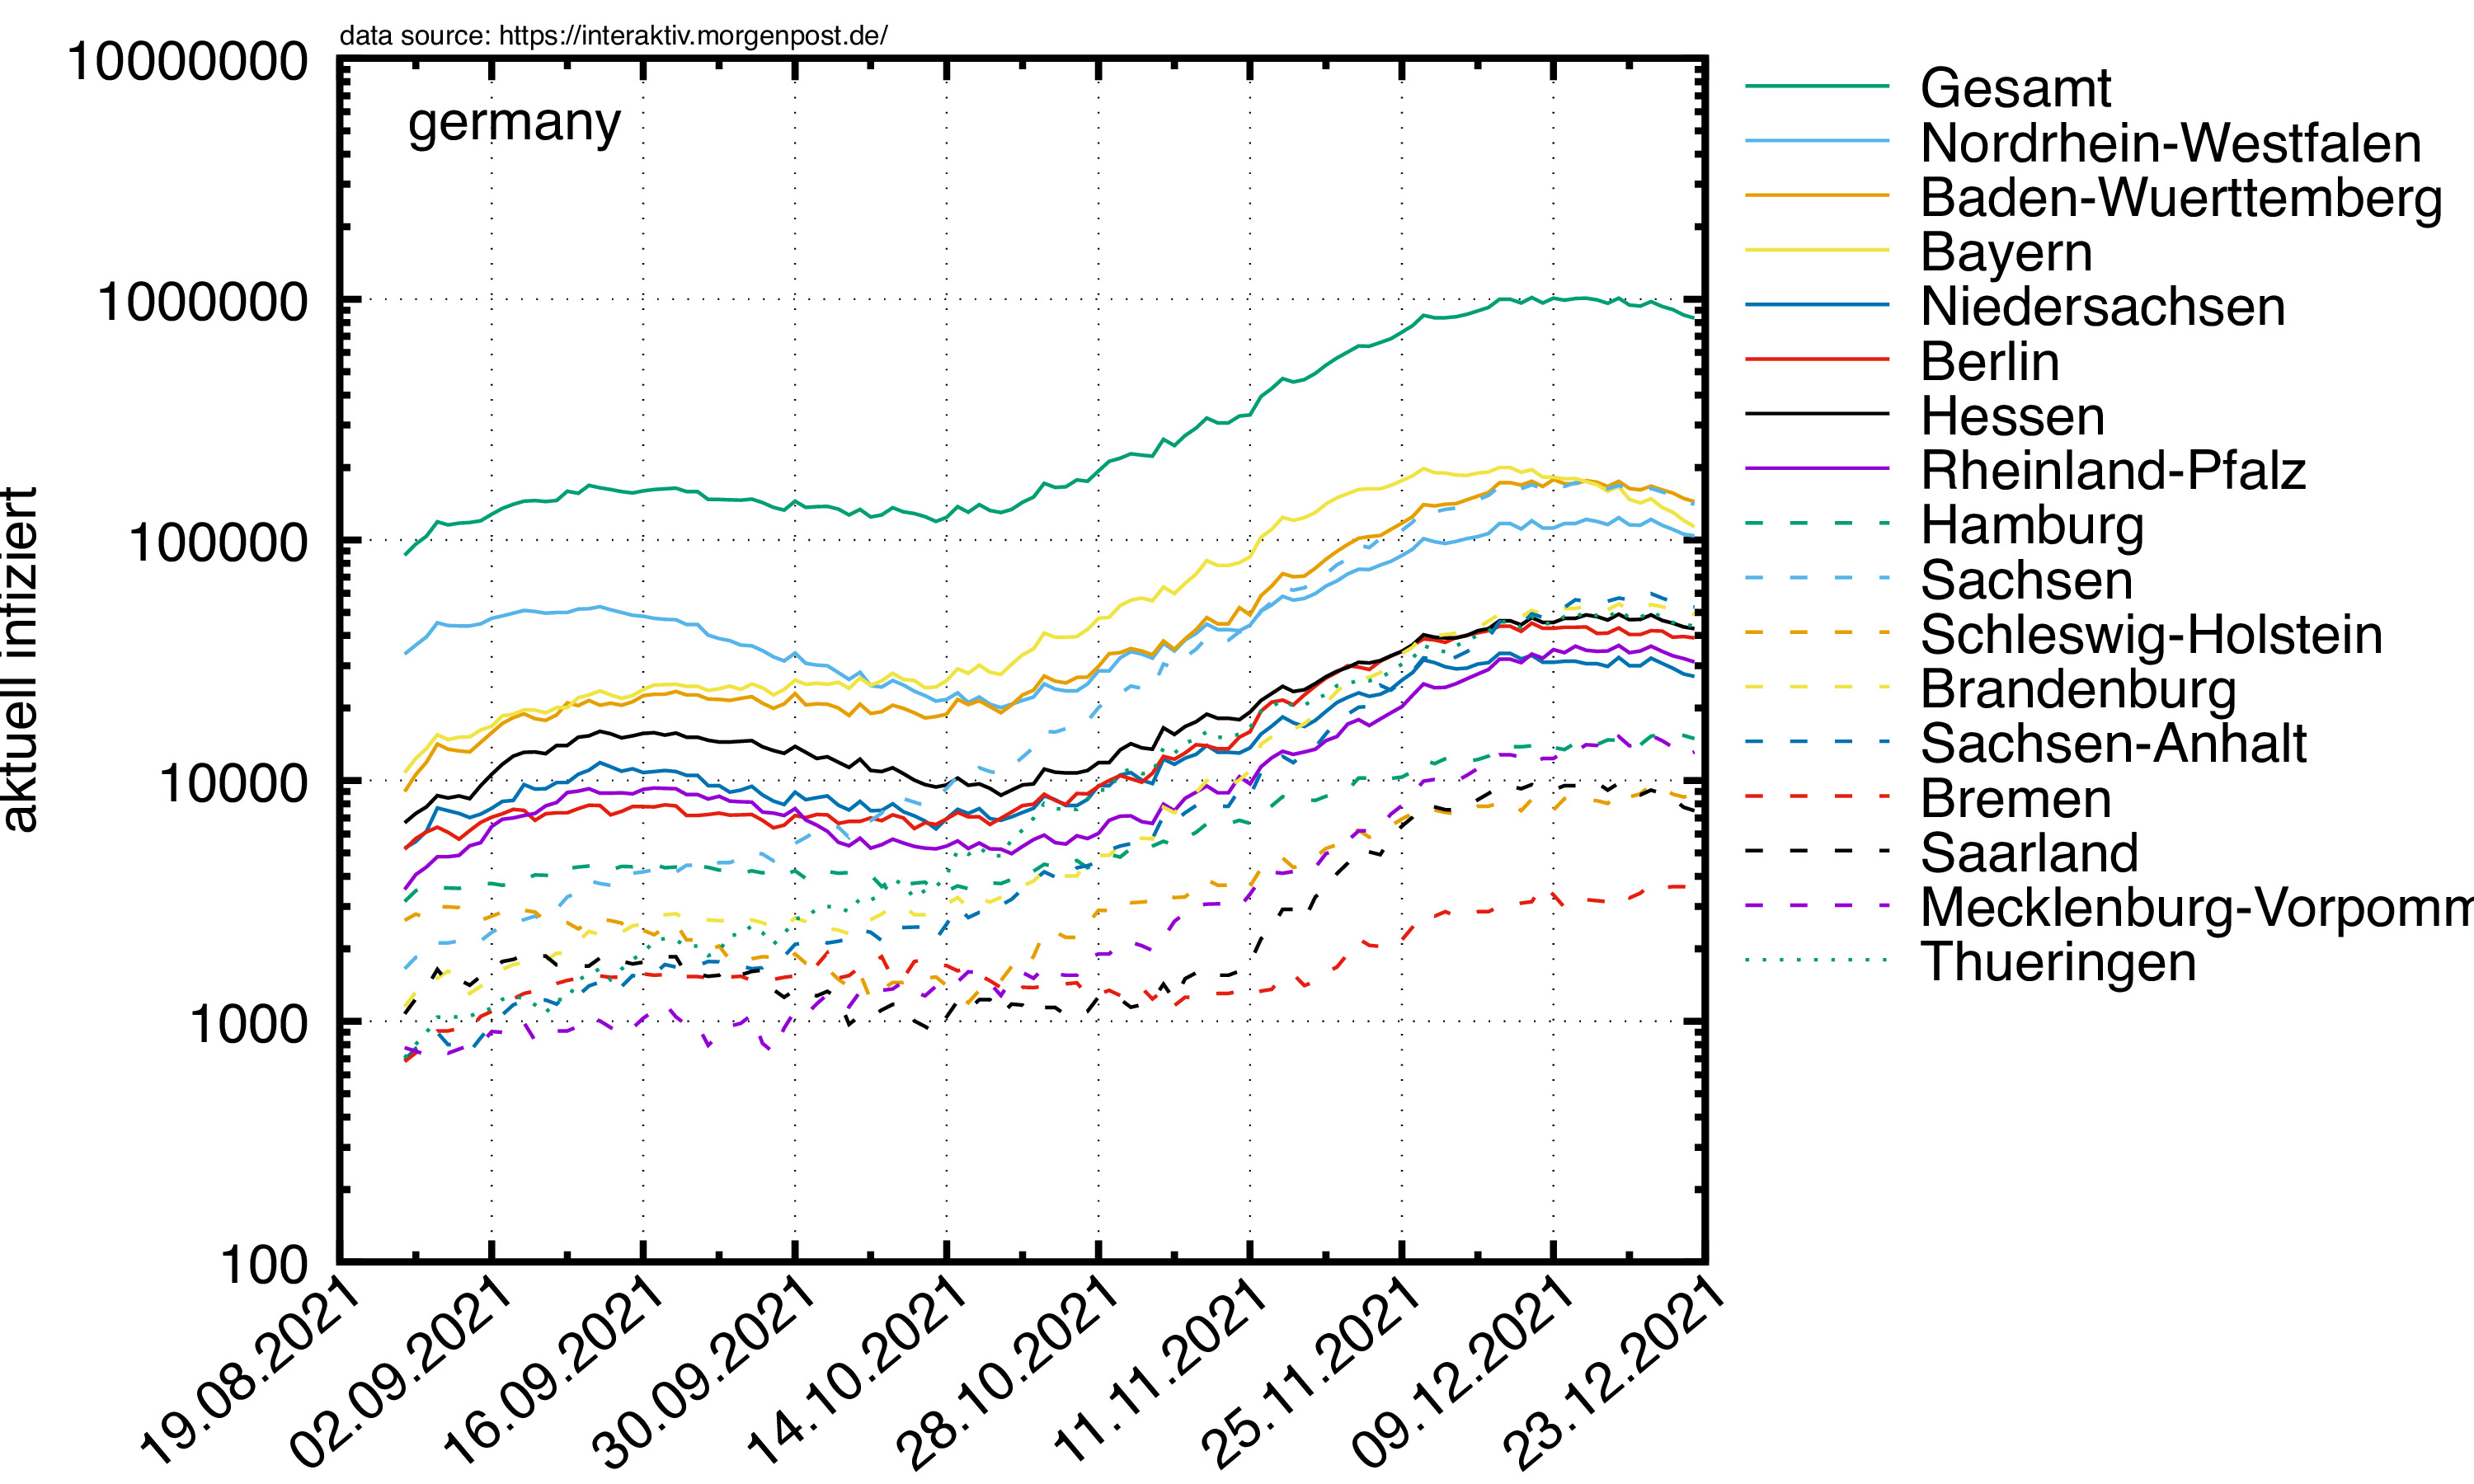 data source: https://interaktiv.morgenpost.de/
germany
aktuell infiziert
10000000
1000000
100000
10000
1000
100
19.08.2021
02.09.2021
16.09.2021
30.09.2021
14.10.2021
28.10.2021
11.11.2021
25.11.2021
09.12.2021
23.12.2021
Gesamt
Nordrhein-Westfalen
Baden-Wuerttemberg
Bayern
Niedersachsen
Berlin
Hessen
Rheinland-Pfalz
Hamburg
Sachsen
Schleswig-Holstein
Brandenburg
Sachsen-Anhalt
Bremen
Saarland
Mecklenburg-Vorpomm
Thueringen